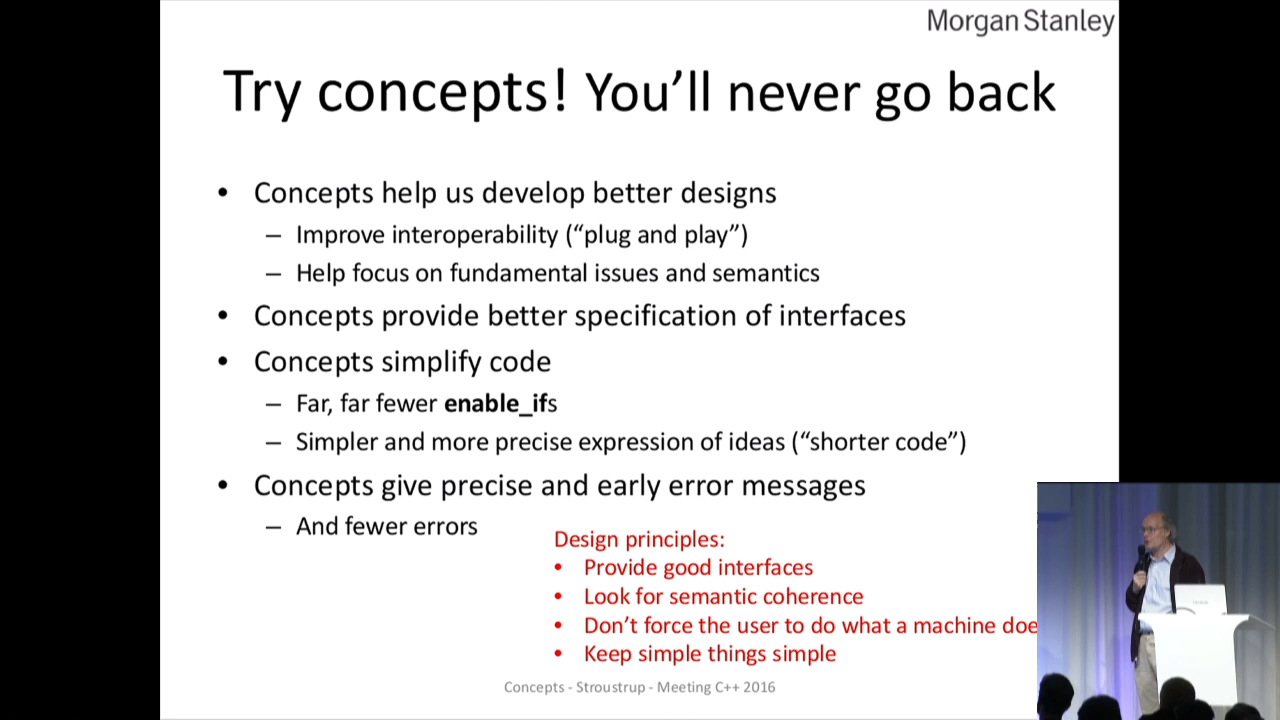 Morgan Stanley
Try concepts! You’ll never go back
• Concepts help us develop better designs
– Improve interoperability (“plug and play”)
– Help focus on fundamental issues and semantics
• Concepts provide better specification of interfaces
• Concepts simplify code
– Far, far fewer enable_ifs
– Simpler and more precise expression of ideas (“shorter code”)
• Concepts give precise and early error messages
– And fewer errors
Design principles:
• Provide good interfaces
• Look for semantic coherence
• Don’t force the user to do what a machine doe
• Keep simple things simple
Concepts - Stroustrup - Meeting C++ 2016